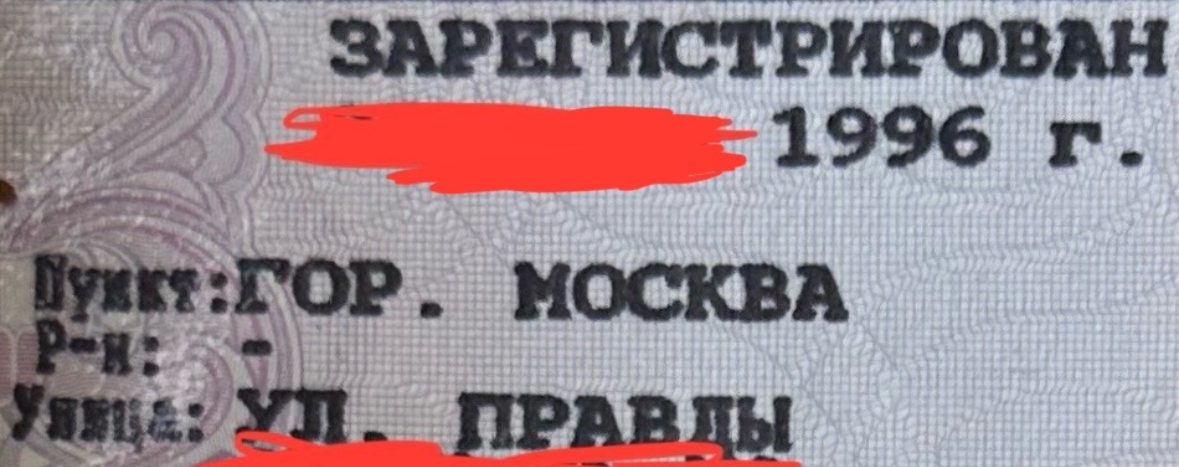 ЗАРЕГИСТРИРОВАН
1996 г.
Пункт: ГОР. МОСКВА
Р-н: -
Улица: УЛ. ПРАВДЫ